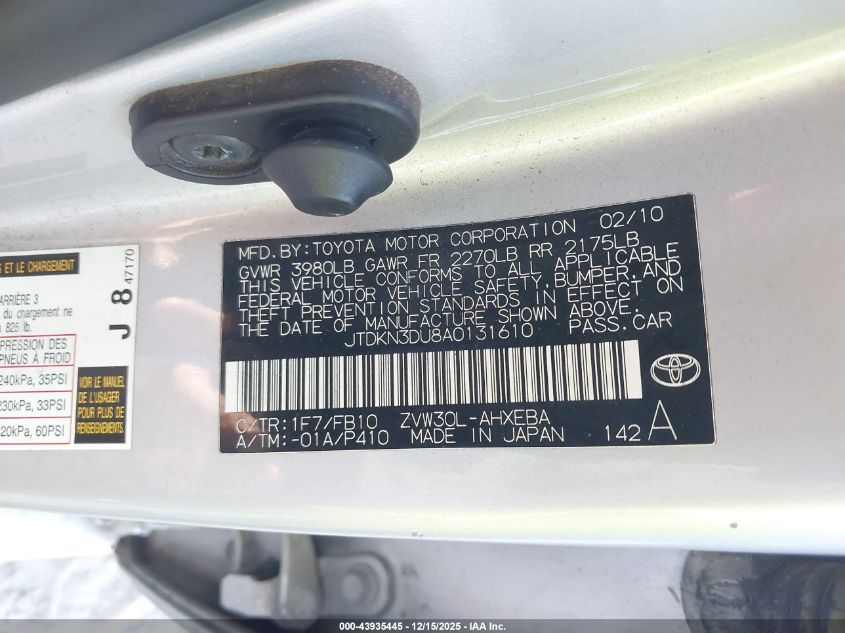 MFD.BY:TOYOTA MOTOR CORPORATION 02/10
GVWR 3980LB GAWR FR 2270LB RR 2175LB
THIS VEHICLE CONFORMS TO ALL APPLICABLE
FEDERAL MOTOR VEHICLE SAFETY,BUMPER,AND
THEFT PREVENTION STANDARDS IN EFFECT ON
THE DATE OF MANUFACTURE SHOWN ABOVE.
JTDKN3DU8A0131610 PASS.CAR
C/TR:1F7/FB10 ZVW30L-AHXEBA
A/TM:-01A/P410 MADE IN JAPAN 142 A
S ET LE CHARGEMENT
ARRIÈRE 3
du chargement ne
825 lb.
PRESSION DES
PNEUS À FROID
240kPa, 35PSI
230kPa, 33PSI
20kPa, 60PSI
VOIR LE MANUEL
DE L'USAGER
POUR PLUS DE
RENSEIGNEMENTS.
J 8 47170
000-43935445 - 12/15/2025 - IAA Inc.